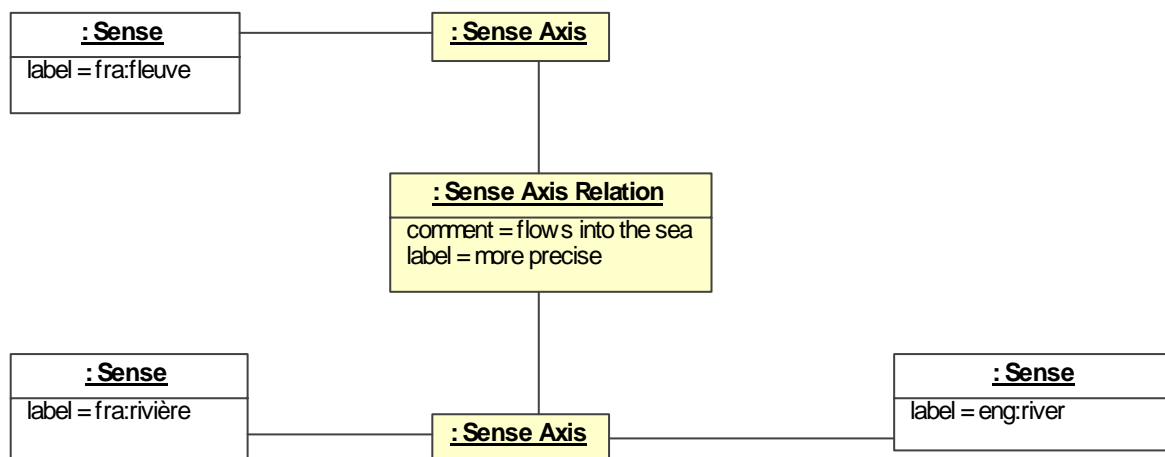 : Sense
label = fra:fleuve
: Sense Axis
: Sense Axis Relation
comment = flows into the sea
label = more precise
: Sense
label = fra:rivière
: Sense Axis
: Sense
label = eng:river